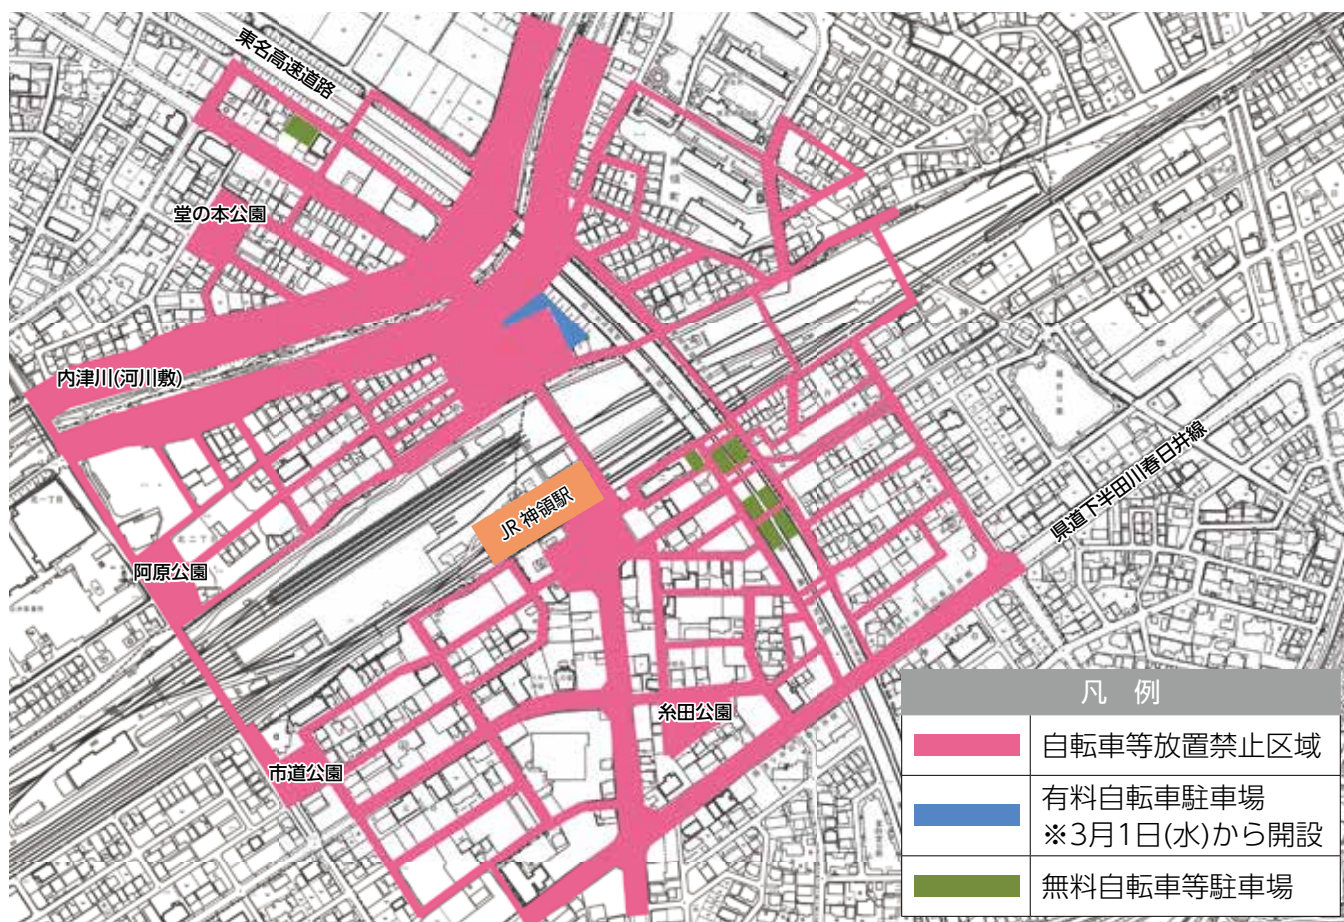 東名高速道路
堂の本公園
内津川(河川敷)
県道下半田川春日井線
JR 神領駅
阿原公園
糸田公園
市道公園
凡 例
自転車等放置禁止区域
有料自転車駐車場
※3月1日(水)から開設
無料自転車等駐車場